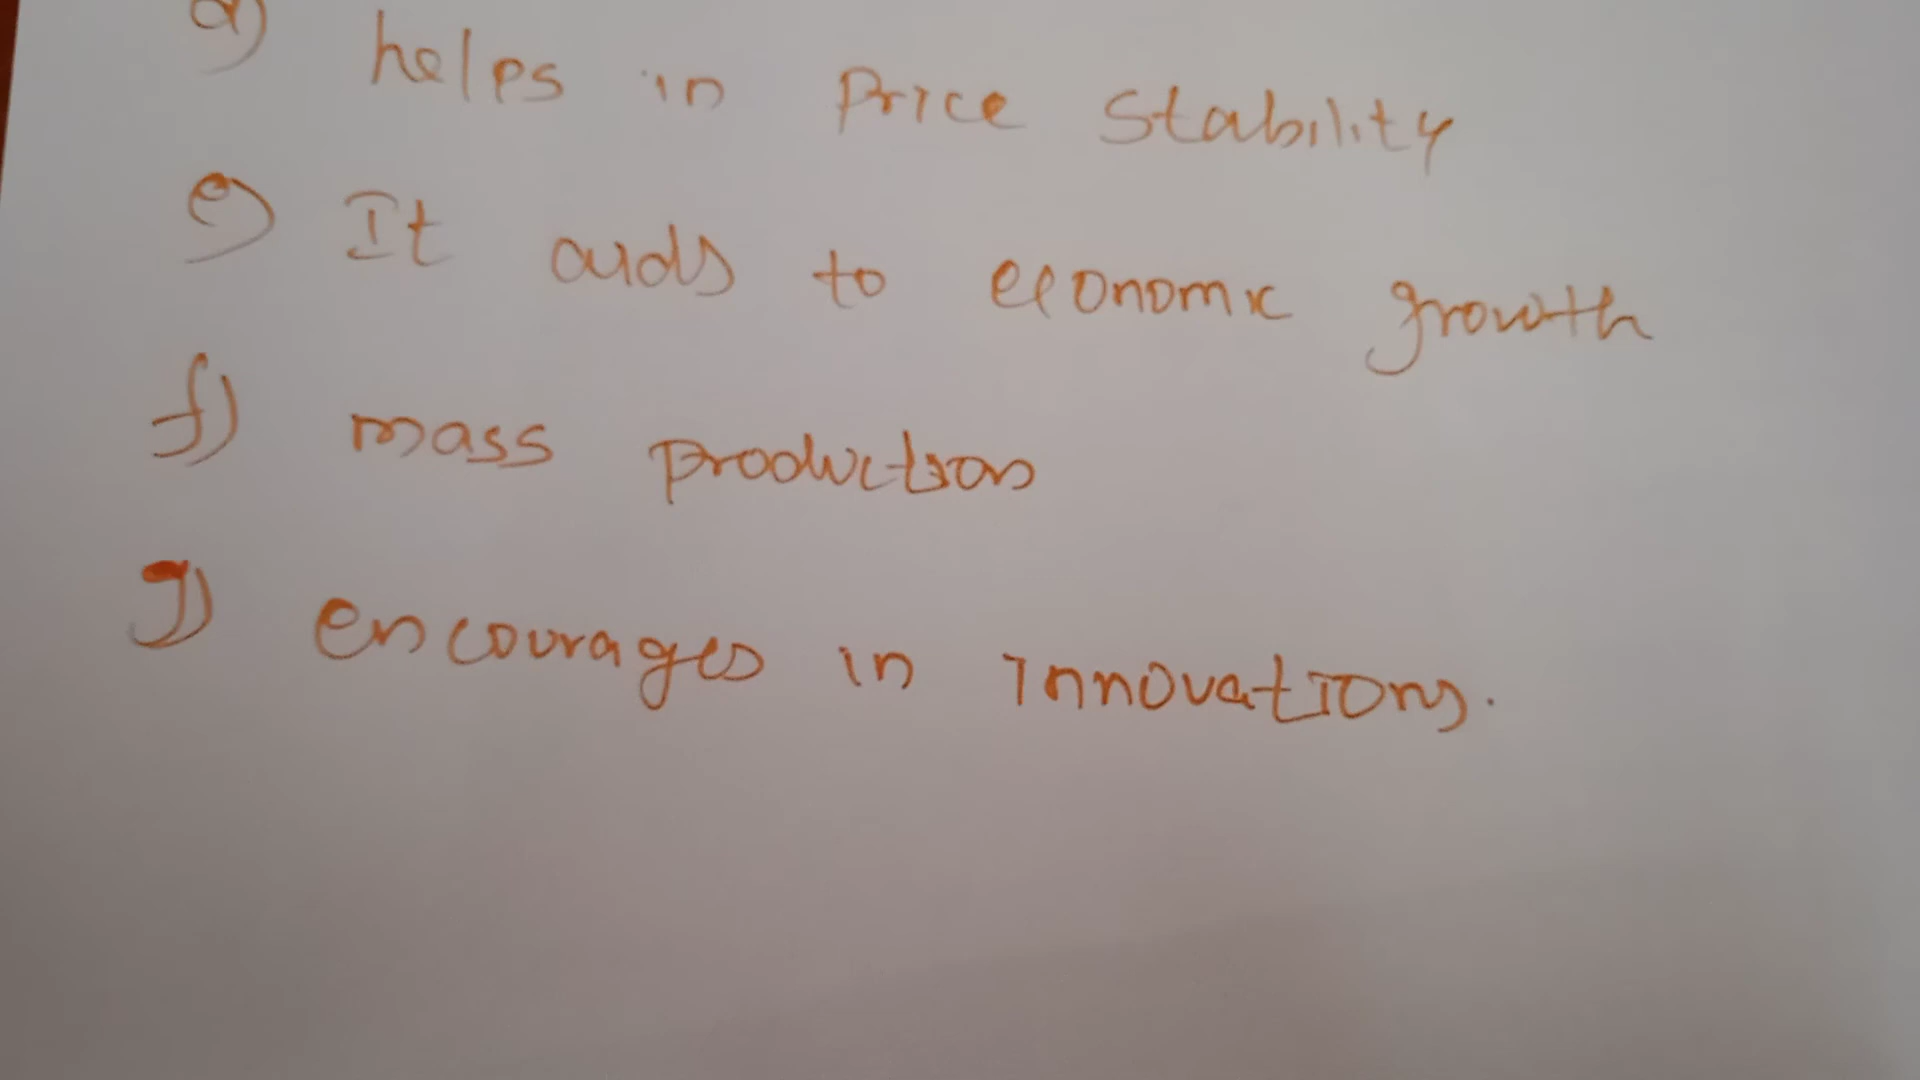 d) helps in Price Stability
e) It aids to economic growth
f) mass production
g) encourages in Innovations.